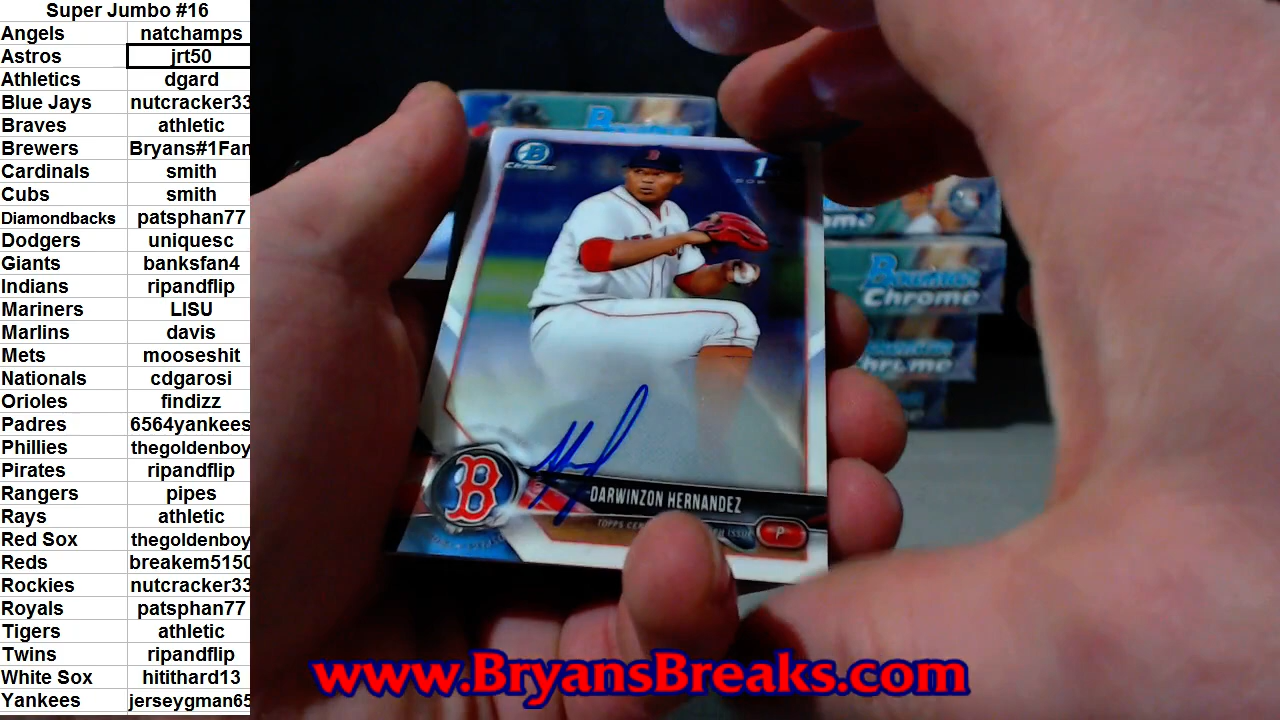 Super Jumbo #16
Angels natchamps
Astros jrt50
Athletics dgard
Blue Jays nutcracker33
Braves athletic
Brewers Bryans#1Fan
Cardinals smith
Cubs smith
Diamondbacks patsphan77
Dodgers uniquesc
Giants banksfan4
Indians ripandflip
Mariners LISU
Marlins davis
Mets mooseshit
Nationals cdgarosi
Orioles findizz
Padres 6564yankees
Phillies thegoldenboy
Pirates ripandflip
Rangers pipes
Rays athletic
Red Sox thegoldenboy
Reds breakem5150
Rockies nutcracker33
Royals patsphan77
Tigers athletic
Twins ripandflip
White Sox hitithard13
Yankees jerseygman65
B
Chrome
1
B
DARWINZON HERNANDEZ
P
Bowman
Chrome
Chrome
www.BryansBreaks.com